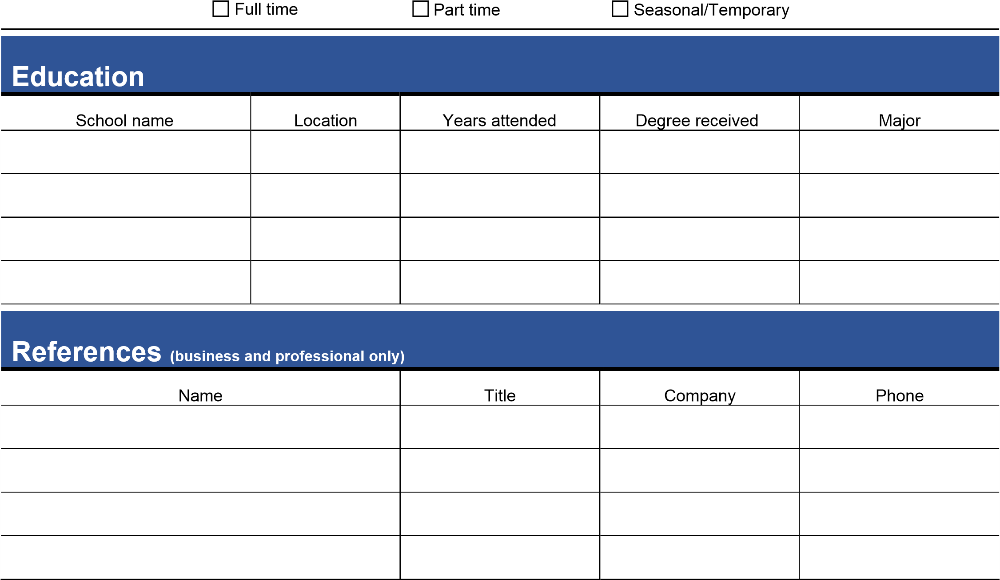 Full time Part time Seasonal/Temporary
Education
School name Location Years attended Degree received Major
References (business and professional only)
Name Title Company Phone